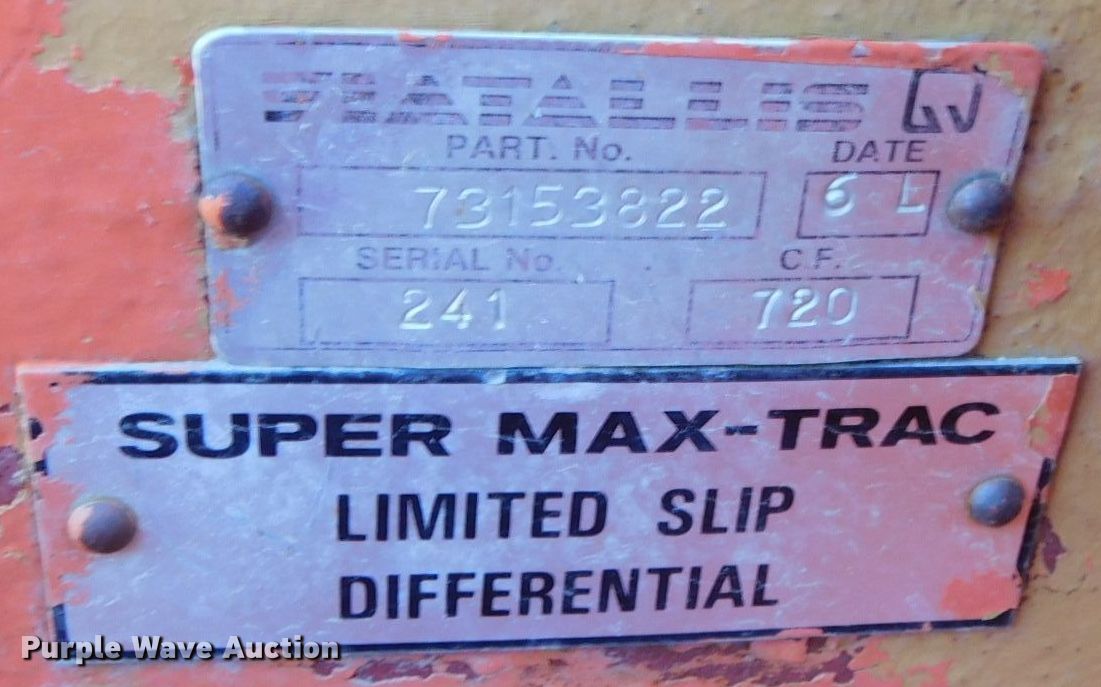 FIATALLIS
PART. No. DATE
73153822 6 L
SERIAL No. C.F.
241 720
SUPER MAX-TRAC
LIMITED SLIP
DIFFERENTIAL
Purple Wave Auction